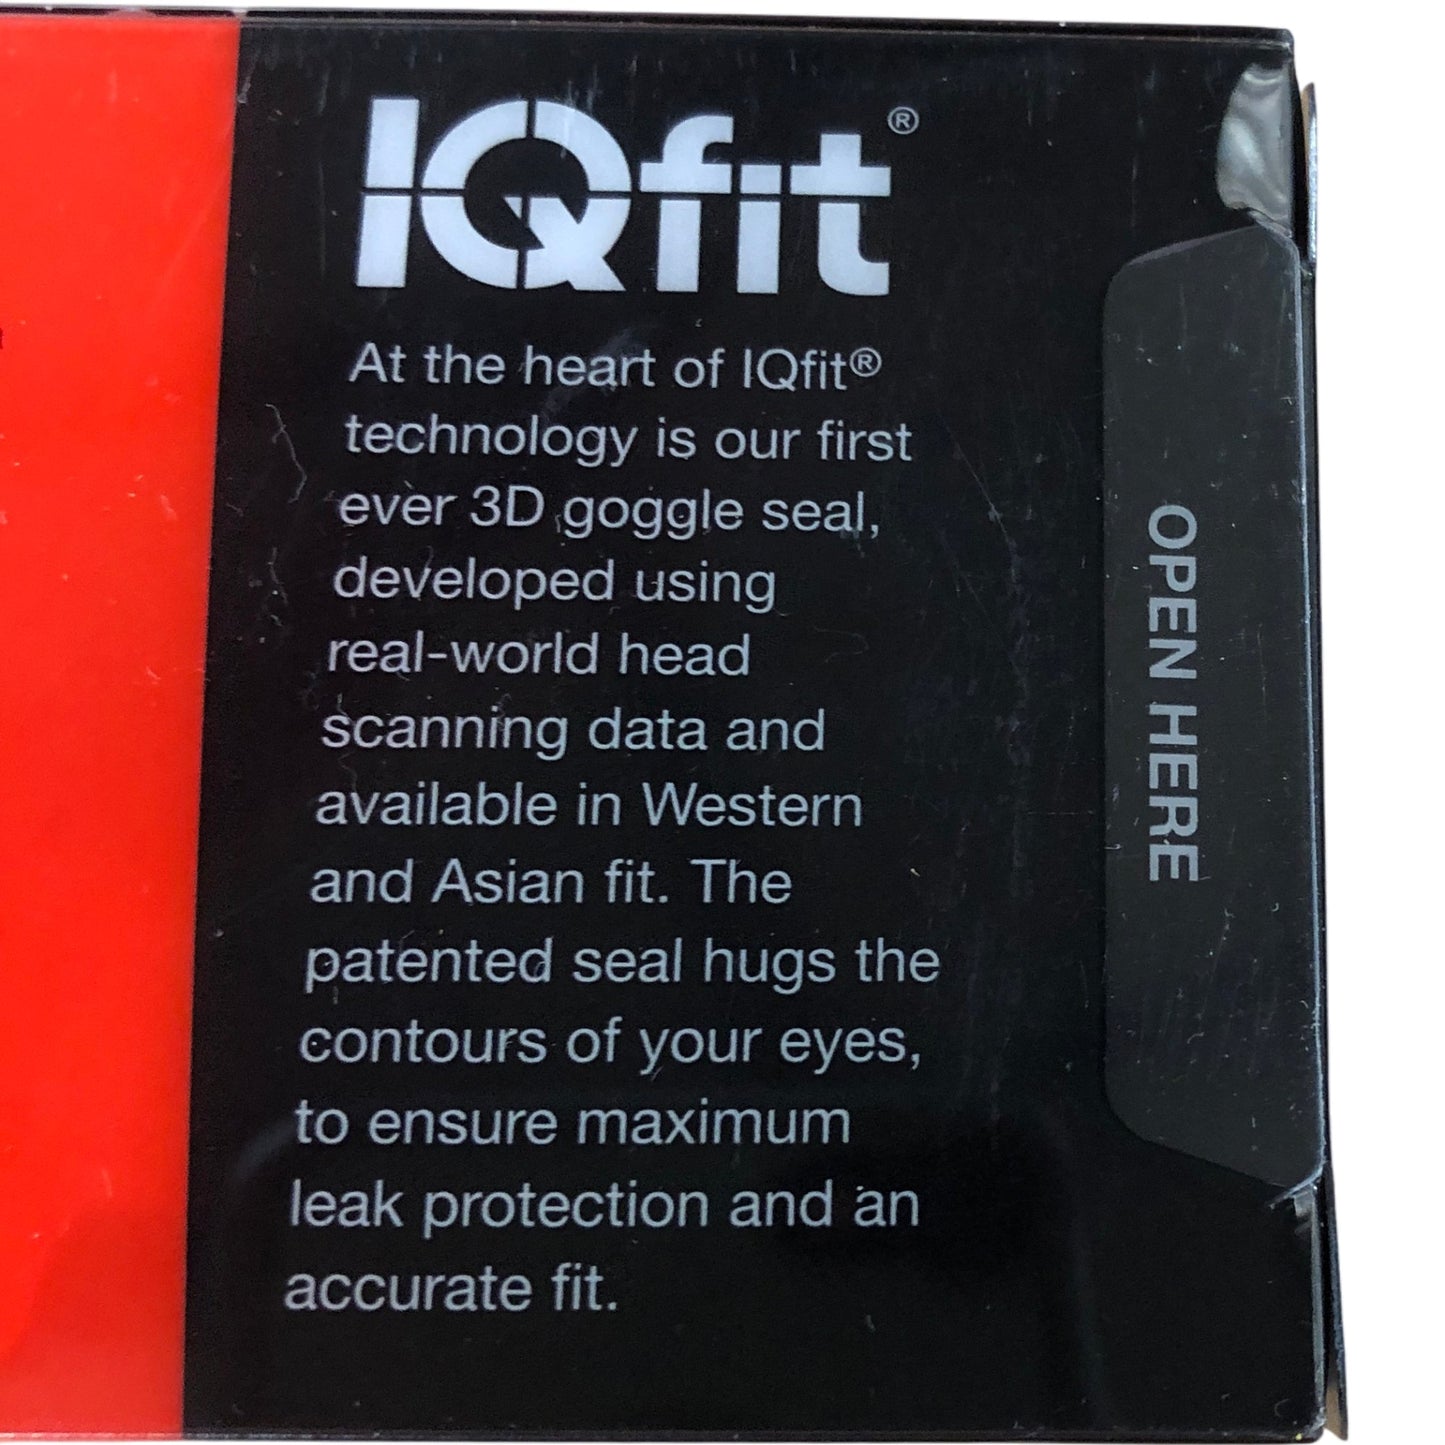 IQfit®
At the heart of IQfit®
technology is our first
ever 3D goggle seal,
developed using
real-world head
scanning data and
available in Western
and Asian fit. The
patented seal hugs the
contours of your eyes,
to ensure maximum
leak protection and an
accurate fit.
OPEN HERE